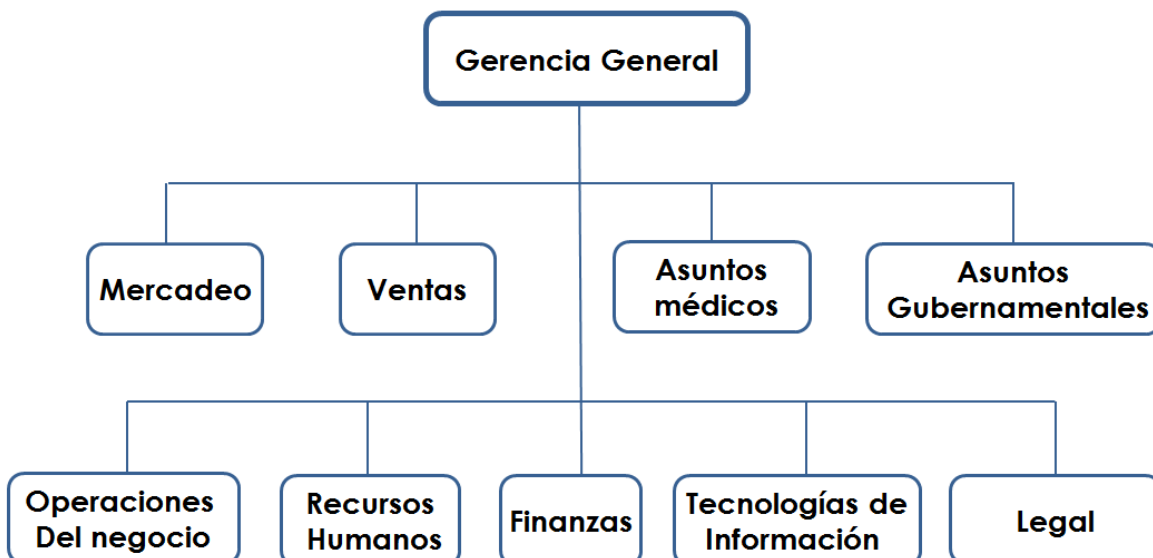 Gerencia General
Mercadeo
Ventas
Asuntos
médicos
Asuntos
Gubernamentales
Operaciones
Del negocio
Recursos
Humanos
Finanzas
Tecnologías de
Información
Legal